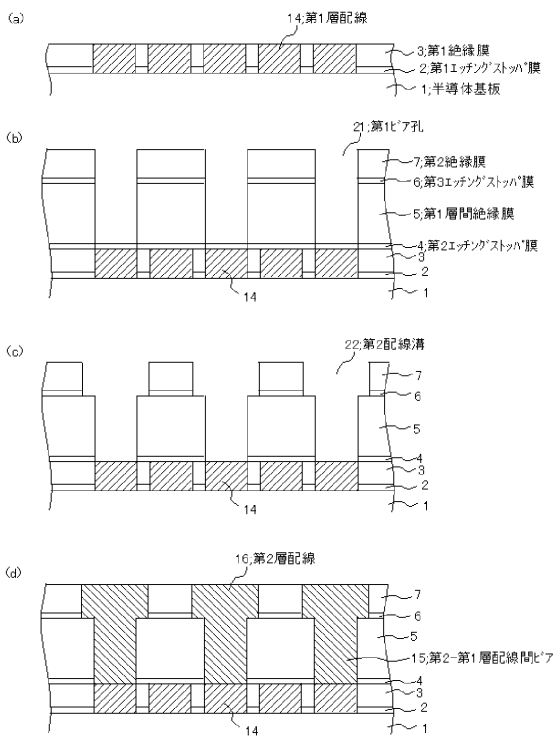 (a)
14;第1層配線
3;第1絶縁膜
2;第1エッチングストッパ膜
1;半導体基板
(b)
21;第1ビア孔
7;第2絶縁膜
6;第3エッチングストッパ膜
5;第1層間絶縁膜
4;第2エッチングストッパ膜
3
2
1
14
(c)
22;第2配線溝
7
6
5
4
3
2
1
14
(d)
16;第2層配線
7
6
5
15;第2-第1層配線間ビア
4
3
2
1
14